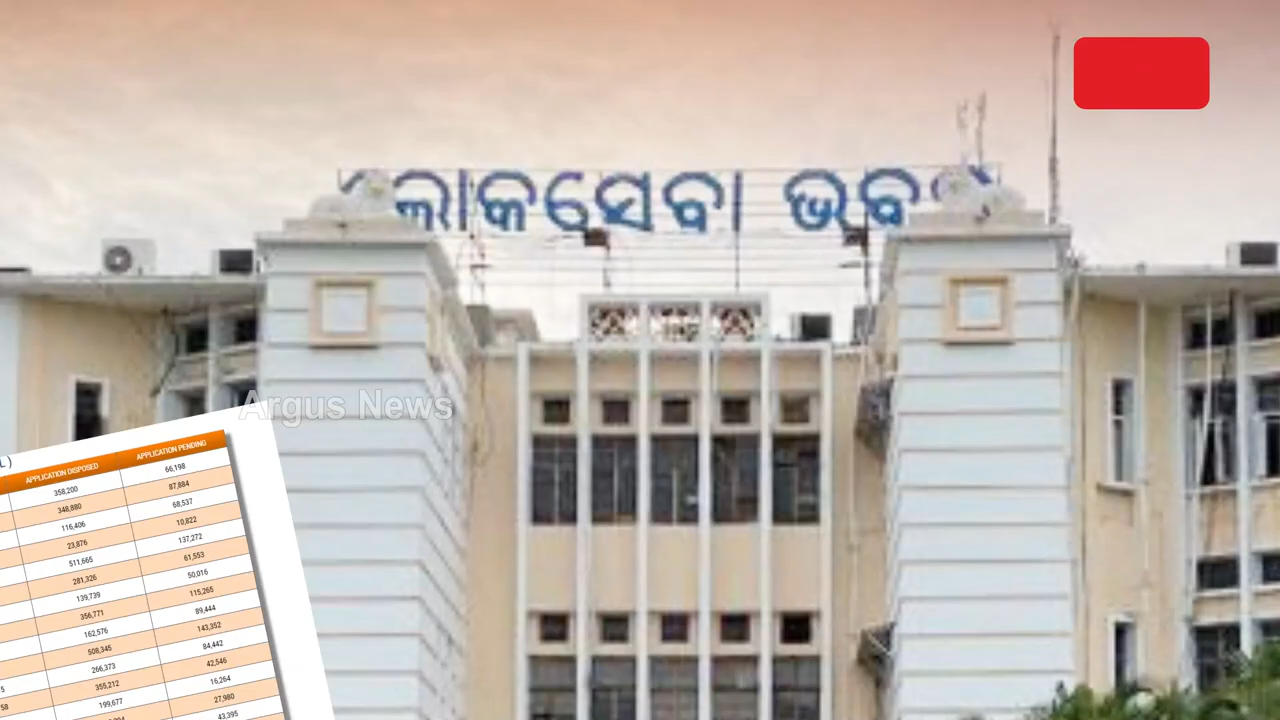 ଲୋକସେବା ଭବନ
Argus News
L)
APPLICATION DISPOSED APPLICATION PENDING
358,200 66,198
348,880 87,884
116,406 68,537
23,876 10,822
511,665 137,272
281,326 61,553
139,739 50,016
356,771 115,265
162,576 89,444
508,345 143,352
266,373 84,442
5 355,212 42,546
58 199,677 16,264
27,980
43,395